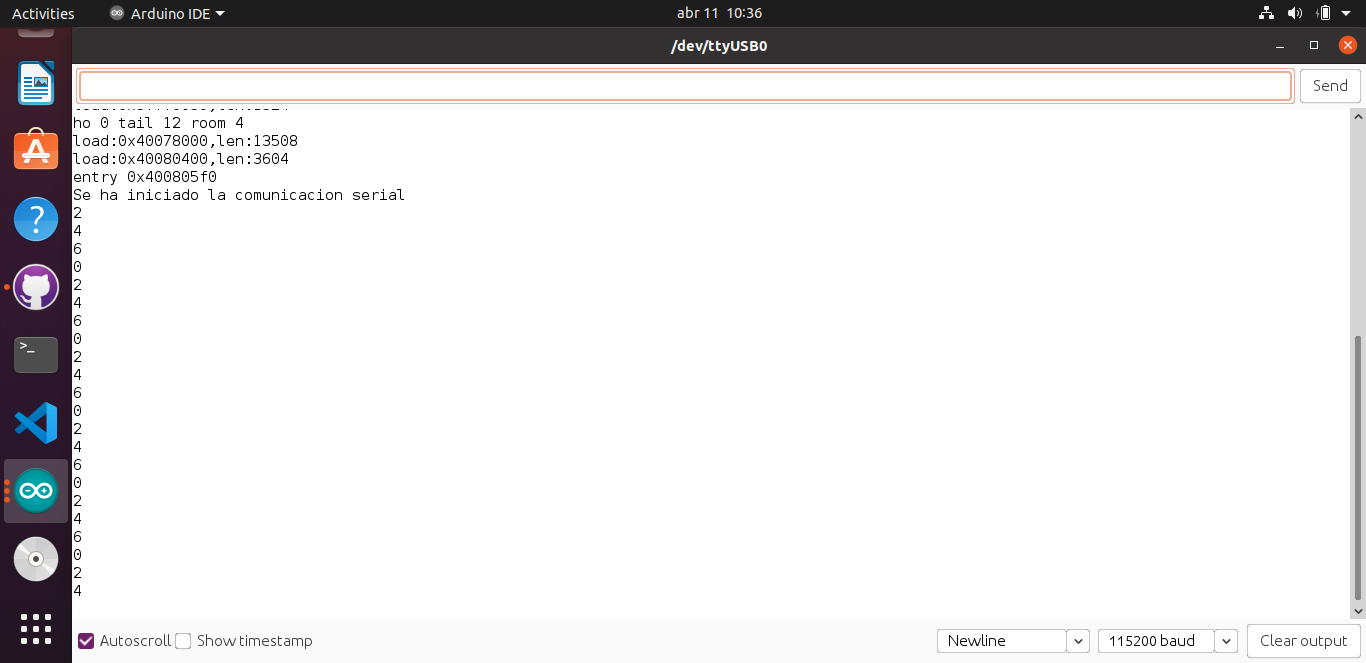 Activities
Arduino IDE
abr 11 10:36
/dev/ttyUSB0
Send
ho 0 tail 12 room 4
load:0x40078000,len:13508
load:0x40080400,len:3604
entry 0x400805f0
Se ha iniciado la comunicacion serial
2
4
6
0
2
4
6
0
2
4
6
0
2
4
6
0
2
4
6
0
2
4
Autoscroll
Show timestamp
Newline
115200 baud
Clear output